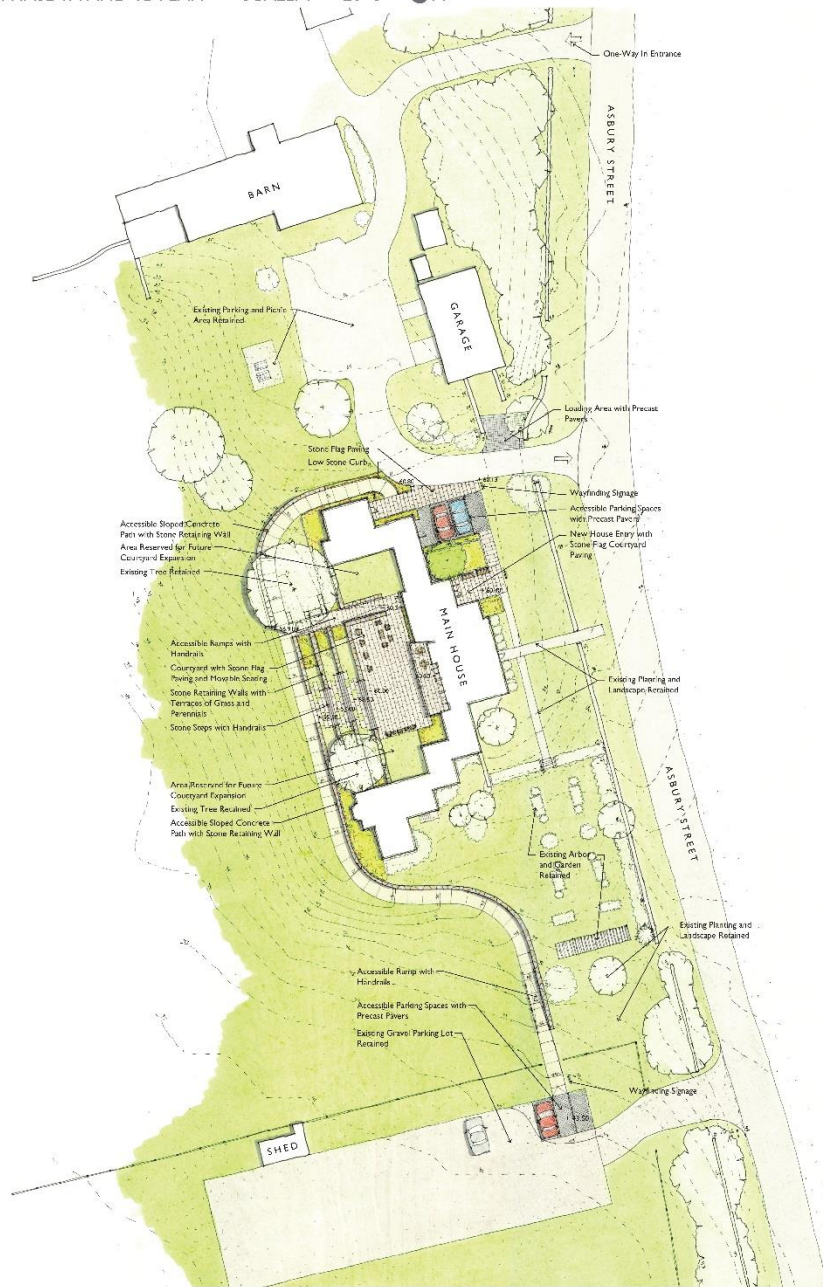 One-Way In Entrance
ASBURY STREET
BARN
GARAGE
Existing Parking and Picnic
Area Retained
Loading Area with Precast
Pavers
Stone Flag Paving
Low Stone Curb
Wayfinding Signage
Accessible Parking Spaces
with Precast Pavers
New House Entry with
Stone Flag Courtyard
Paving
Accessible Sloped Concrete
Path with Stone Retaining Wall
Area Reserved for Future
Courtyard Expansion
Existing Tree Retained
MAIN HOUSE
Accessible Ramps with
Handrails
Courtyard with Stone Flag
Paving and Movable Seating
Stone Retaining Walls with
Terraces of Grass and
Perennials
Stone Steps with Handrails
Existing Planting and
Landscape Retained
Area Reserved for Future
Courtyard Expansion
Existing Tree Retained
Accessible Sloped Concrete
Path with Stone Retaining Wall
ASBURY STREET
Existing Arbor
and Garden
Retained
Existing Planting and
Landscape Retained
Accessible Ramp with
Handrails
Accessible Parking Spaces with
Precast Pavers
Existing Gravel Parking Lot
Retained
Wayfinding Signage
SHED